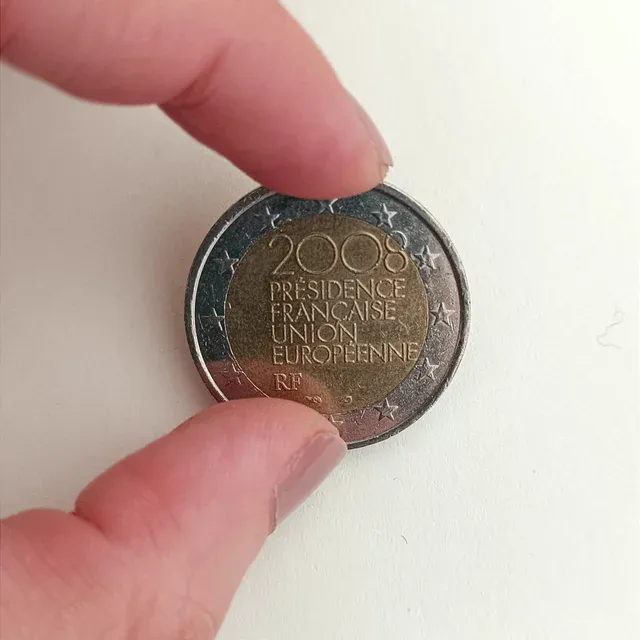 2008
PRÉSIDENCE
FRANÇAISE
UNION
EUROPÉENNE
RF